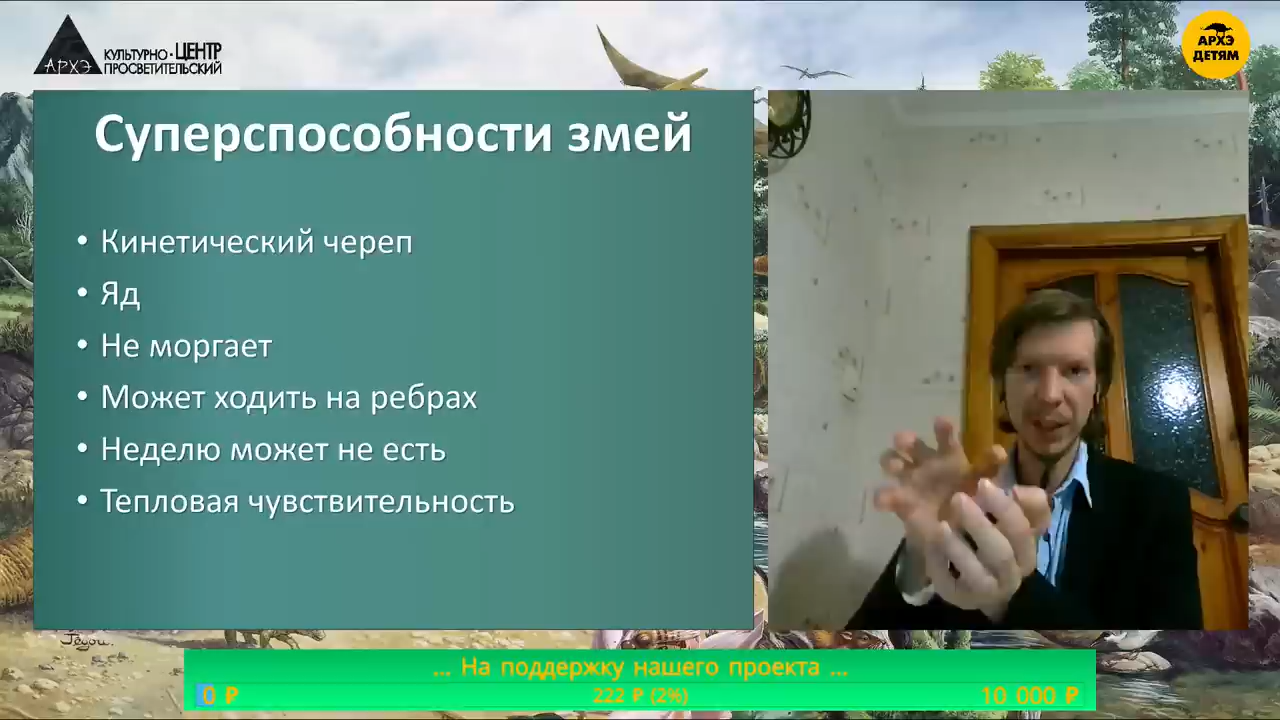 АРХЭ
КУЛЬТУРНО-ЦЕНТР
ПРОСВЕТИТЕЛЬСКИЙ
АРХЭ
ДЕТЯМ
Суперспособности змей
• Кинетический череп
• Яд
• Не моргает
• Может ходить на ребрах
• Неделю может не есть
• Тепловая чувствительность
... На поддержку нашего проекта ...
0 ₽
222 ₽ (2%)
10 000 ₽